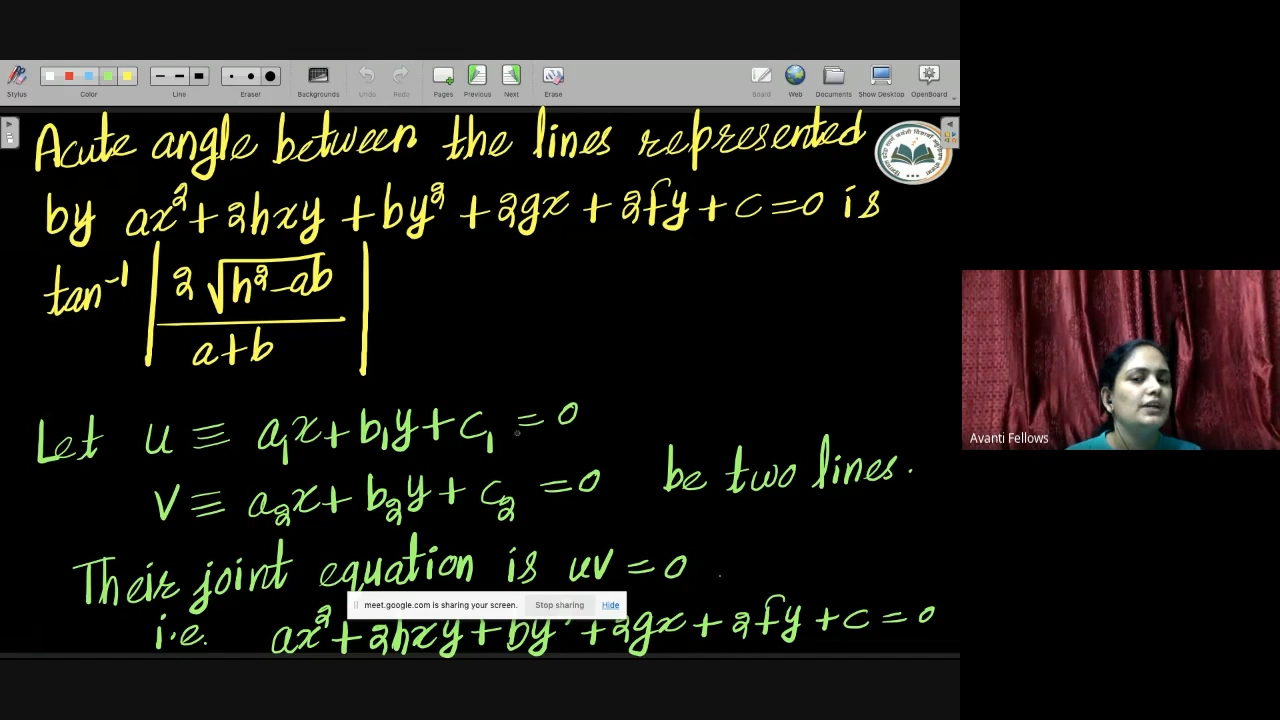 Stylus Color Line Eraser Backgrounds Undo Redo Pages Previous Next Erase Board Web Documents Show Desktop OpenBoard
Acute angle between the lines represented
by ax²+2hxy+by²+2gx+2fy+c=0 is
tan⁻¹ | 2√(h²-ab) / (a+b) |
Let u ≡ a₁x+b₁y+c₁=0
v ≡ a₂x+b₂y+c₂=0 be two lines.
Avanti Fellows
Their joint equation is uv=0
meet.google.com is sharing your screen. Stop sharing Hide
i.e. ax²+2hxy+by²+2gx+2fy+c=0